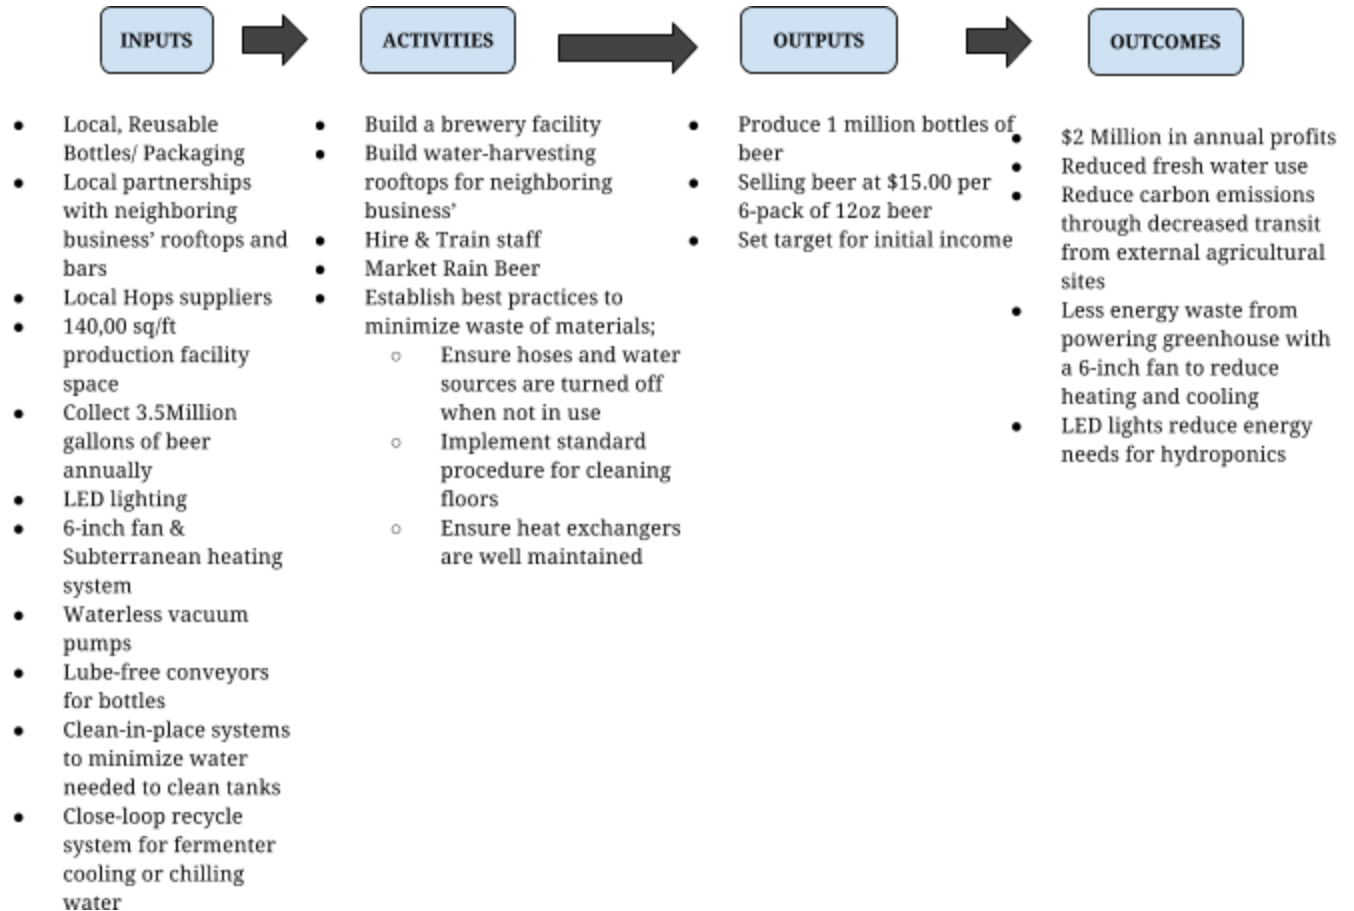 INPUTS
Local, Reusable
Bottles/ Packaging
Local partnerships
with neighboring
business’ rooftops and
bars
Local Hops suppliers
140,00 sq/ft
production facility
space
Collect 3.5Million
gallons of beer
annually
LED lighting
6-inch fan &
Subterranean heating
system
Waterless vacuum
pumps
Lube-free conveyors
for bottles
Clean-in-place systems
to minimize water
needed to clean tanks
Close-loop recycle
system for fermenter
cooling or chilling
water
ACTIVITIES
Build a brewery facility
Build water-harvesting
rooftops for neighboring
business’
Hire & Train staff
Market Rain Beer
Establish best practices to
minimize waste of materials;
Ensure hoses and water
sources are turned off
when not in use
Implement standard
procedure for cleaning
floors
Ensure heat exchangers
are well maintained
OUTPUTS
Produce 1 million bottles of
beer
Selling beer at $15.00 per
6-pack of 12oz beer
Set target for initial income
OUTCOMES
$2 Million in annual profits
Reduced fresh water use
Reduce carbon emissions
through decreased transit
from external agricultural
sites
Less energy waste from
powering greenhouse with
a 6-inch fan to reduce
heating and cooling
LED lights reduce energy
needs for hydroponics